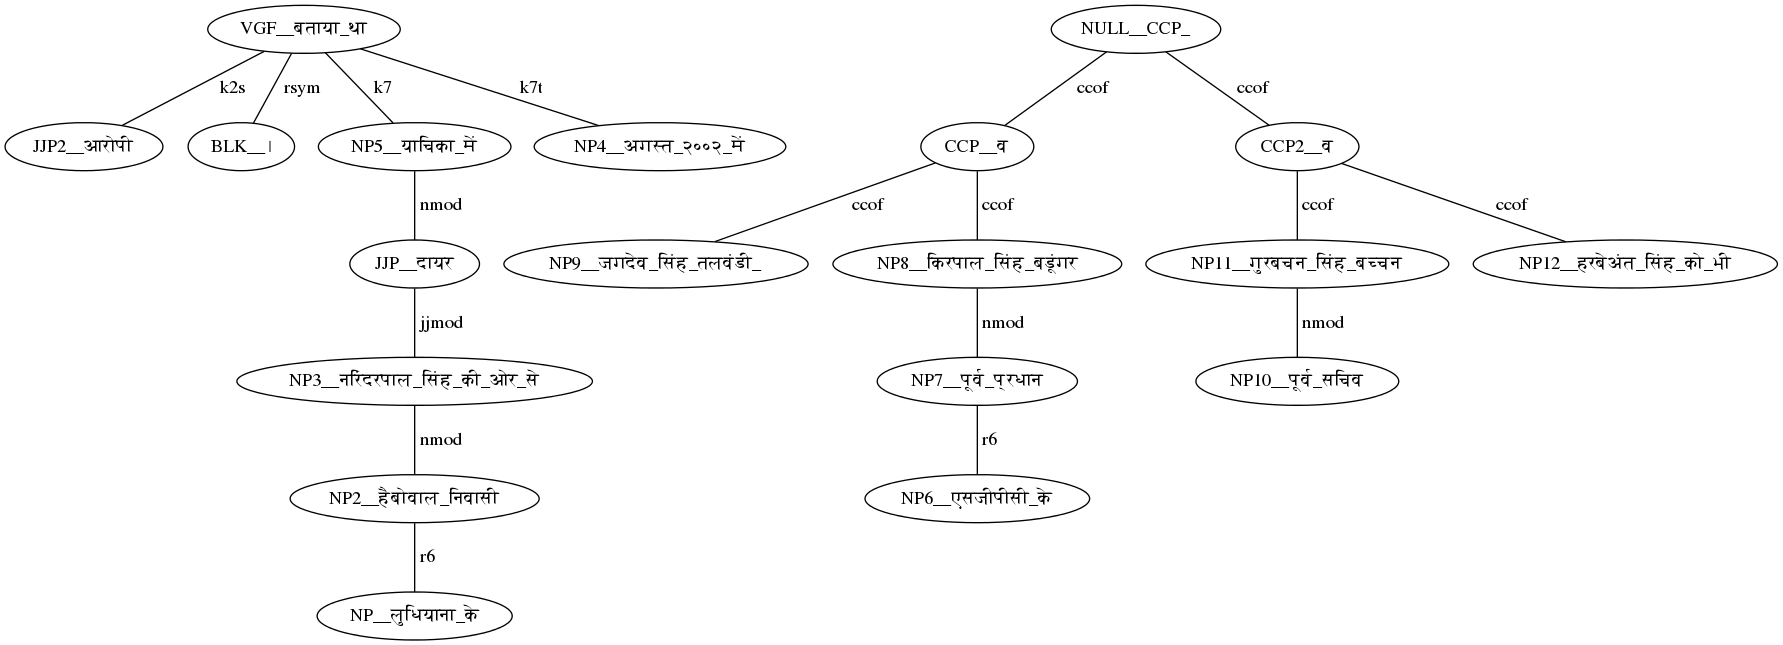 VGF__बताया_था NULL__CCP_
k2s rsym k7 k7t ccof ccof
JJP2__आरोपी BLK__। NP5__याचिका_में NP4__अगस्त_२००२_में CCP__व CCP2__व
nmod ccof ccof ccof ccof
JJP__दायर NP9__जगदेव_सिंह_तलवंडी_ NP8__किरपाल_सिंह_बडूंगर NP11__गुरबचन_सिंह_बच्चन NP12__हरबेअंत_सिंह_को_भी
jjmod nmod nmod
NP3__नरिंदरपाल_सिंह_की_ओर_से NP7__पूर्व_प्रधान NP10__पूर्व_सचिव
nmod r6
NP2__हैबोवाल_निवासी NP6__एसजीपीसी_के
r6
NP__लुधियाना_के